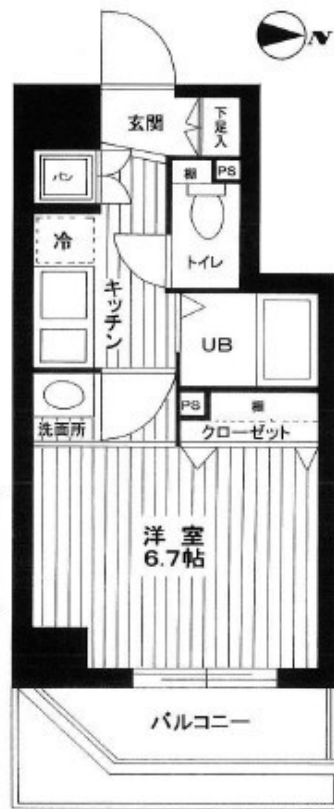 N
玄関
下足入
パン
棚
PS
冷
トイレ
キッチン
UB
PS
棚
洗面所
クローゼット
洋室
6.7帖
バルコニー